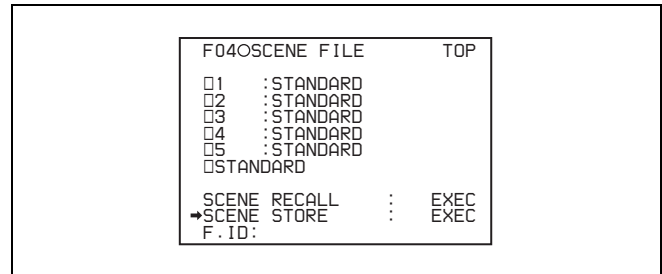 F04○SCENE FILE TOP
□1 :STANDARD
□2 :STANDARD
□3 :STANDARD
□4 :STANDARD
□5 :STANDARD
□STANDARD
SCENE RECALL : EXEC
➡SCENE STORE : EXEC
F.ID: